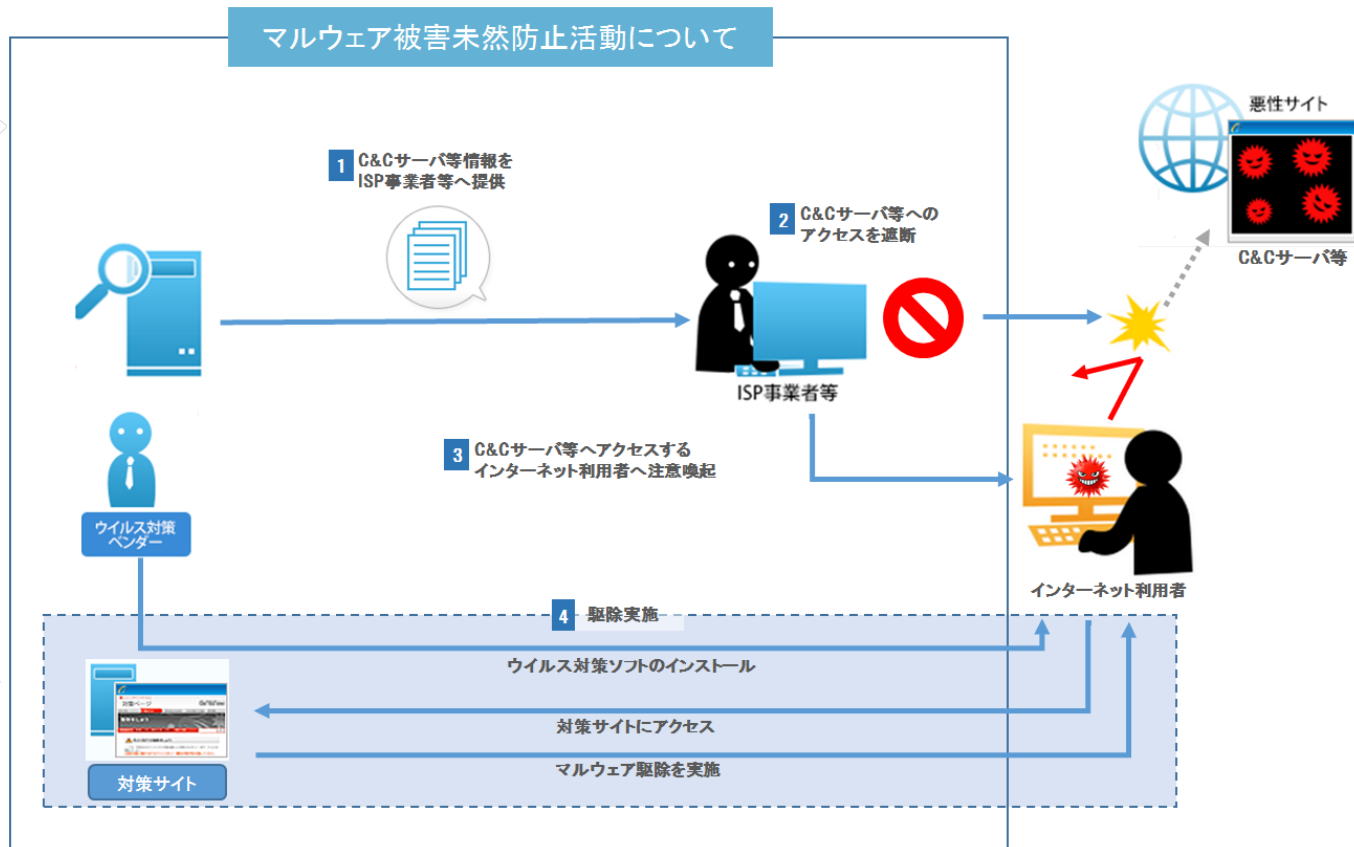 マルウェア被害未然防止活動について
悪性サイト
C&Cサーバ等
1
C&Cサーバ等情報を
ISP事業者等へ提供
2
C&Cサーバ等への
アクセスを遮断
ISP事業者等
3
C&Cサーバ等へアクセスする
インターネット利用者へ注意喚起
ウイルス対策
ベンダー
インターネット利用者
4
駆除実施
ウイルス対策ソフトのインストール
対策ページ
対策サイトにアクセス
マルウェア駆除を実施
対策サイト